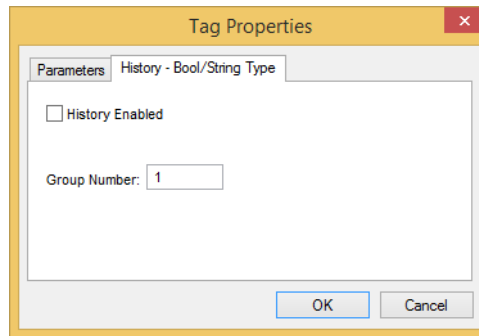 Tag Properties
Parameters
History - Bool/String Type
History Enabled
Group Number: 1
OK
Cancel